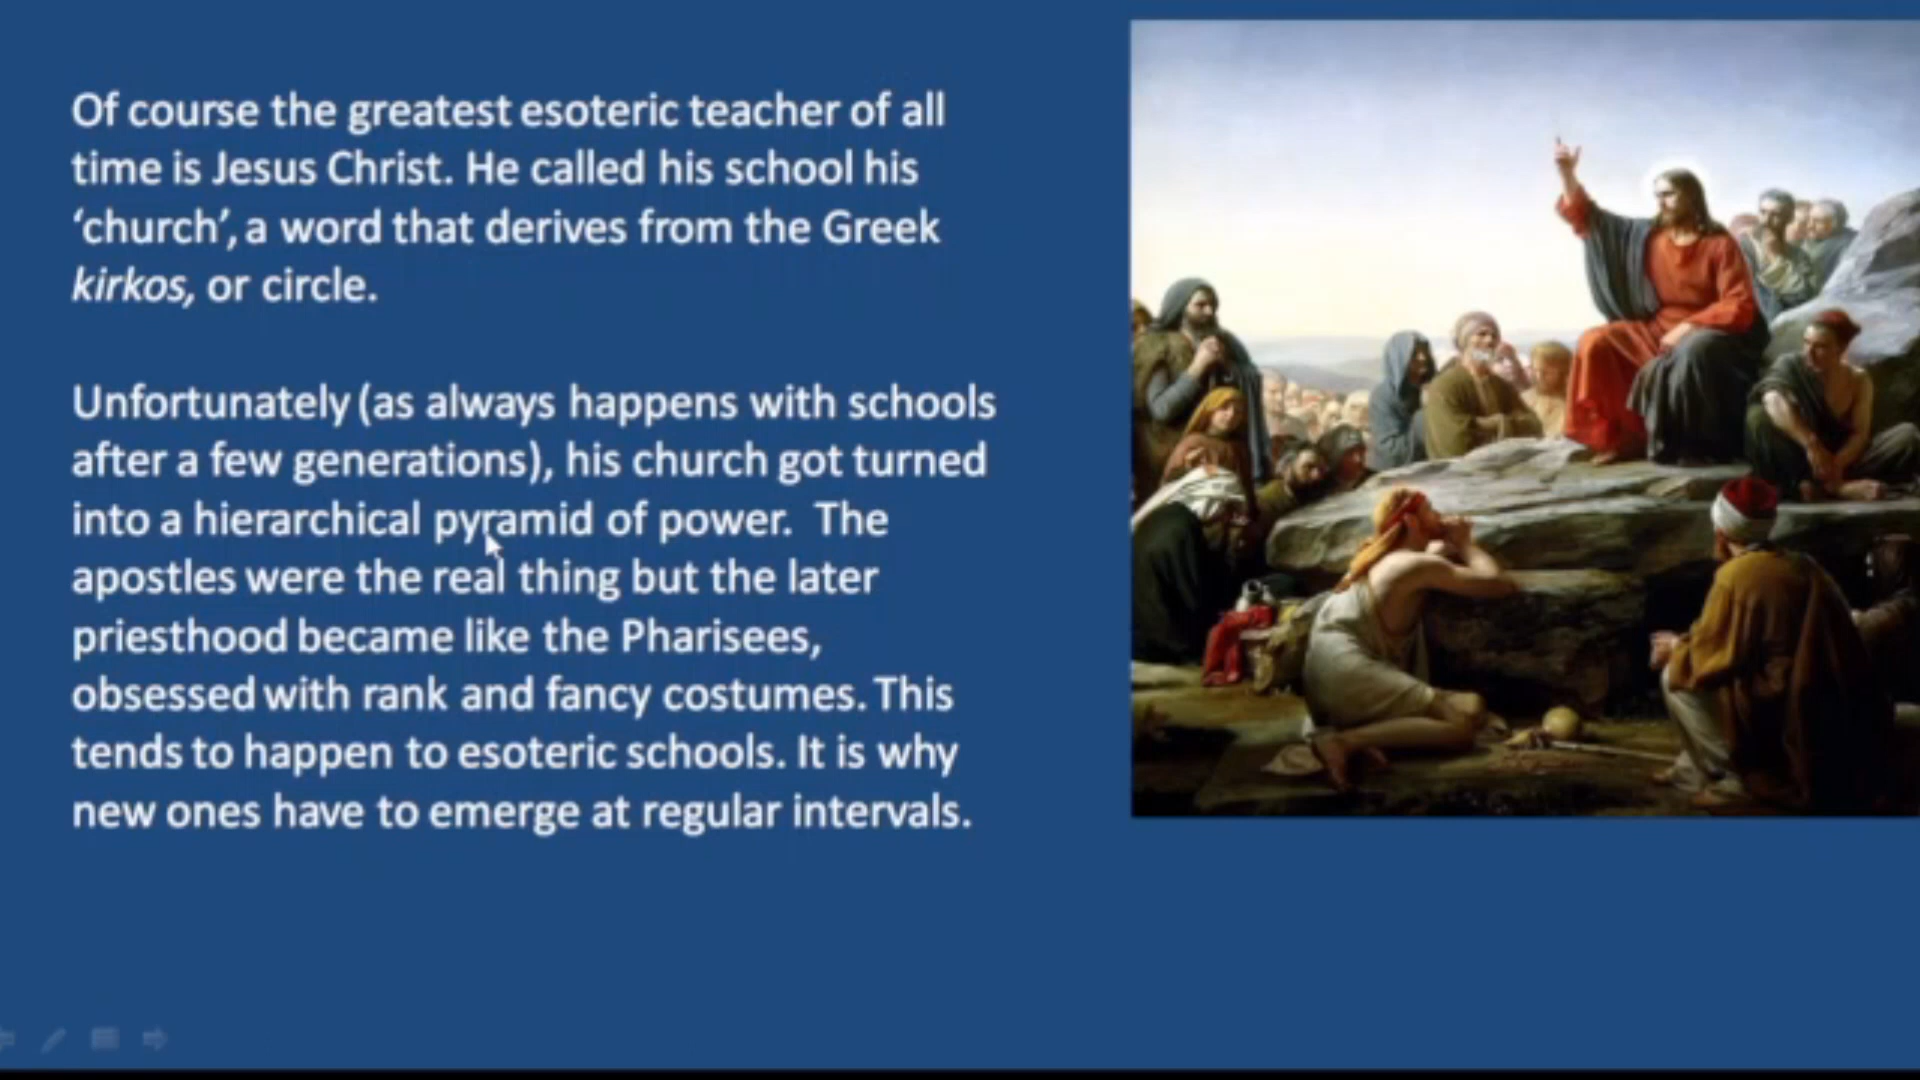 Of course the greatest esoteric teacher of all
time is Jesus Christ. He called his school his
‘church’, a word that derives from the Greek
kirkos, or circle.
Unfortunately (as always happens with schools
after a few generations), his church got turned
into a hierarchical pyramid of power.  The
apostles were the real thing but the later
priesthood became like the Pharisees,
obsessed with rank and fancy costumes. This
tends to happen to esoteric schools. It is why
new ones have to emerge at regular intervals.